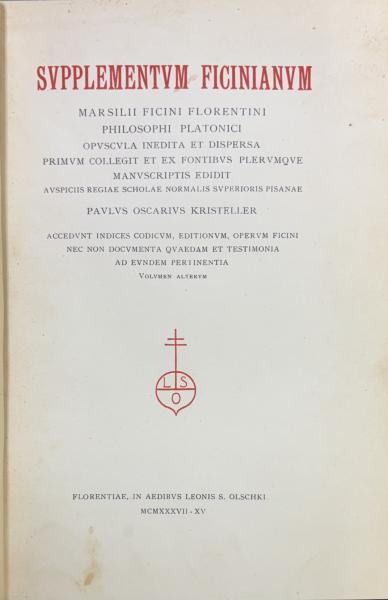 SVPPLEMENTVM FICINIANVM
MARSILII FICINI FLORENTINI
PHILOSOPHI PLATONICI
OPVSCVLA INEDITA ET DISPERSA
PRIMVM COLLEGIT ET EX FONTIBVS PLERVMQVE
MANVSCRIPTIS EDIDIT
AVSPICIIS REGIAE SCHOLAE NORMALIS SVPERIORIS PISANAE
PAVLVS OSCARIVS KRISTELLER
ACCEDVNT INDICES CODICVM, EDITIONVM, OPERVM FICINI
NEC NON DOCVMENTA QVAEDAM ET TESTIMONIA
AD EVNDEM PERTINENTIA
VOLVMEN ALTERVM
L S
O
FLORENTIAE, IN AEDIBVS LEONIS S. OLSCHKI
MCMXXXVII - XV